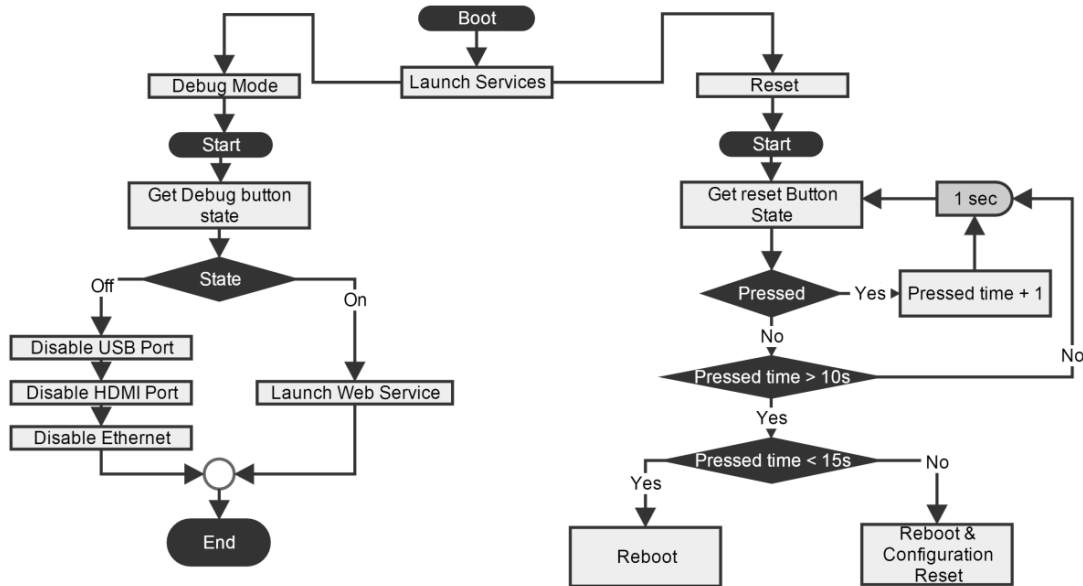 Boot
Launch Services
Debug Mode
Reset
Start
Start
Get Debug button
state
Get reset Button
State
1 sec
State
Off
On
Pressed
Yes
Pressed time + 1
No
Disable USB Port
Disable HDMI Port
Disable Ethernet
Launch Web Service
Pressed time > 10s
No
Yes
Pressed time < 15s
Yes
No
End
Reboot
Reboot &
Configuration
Reset